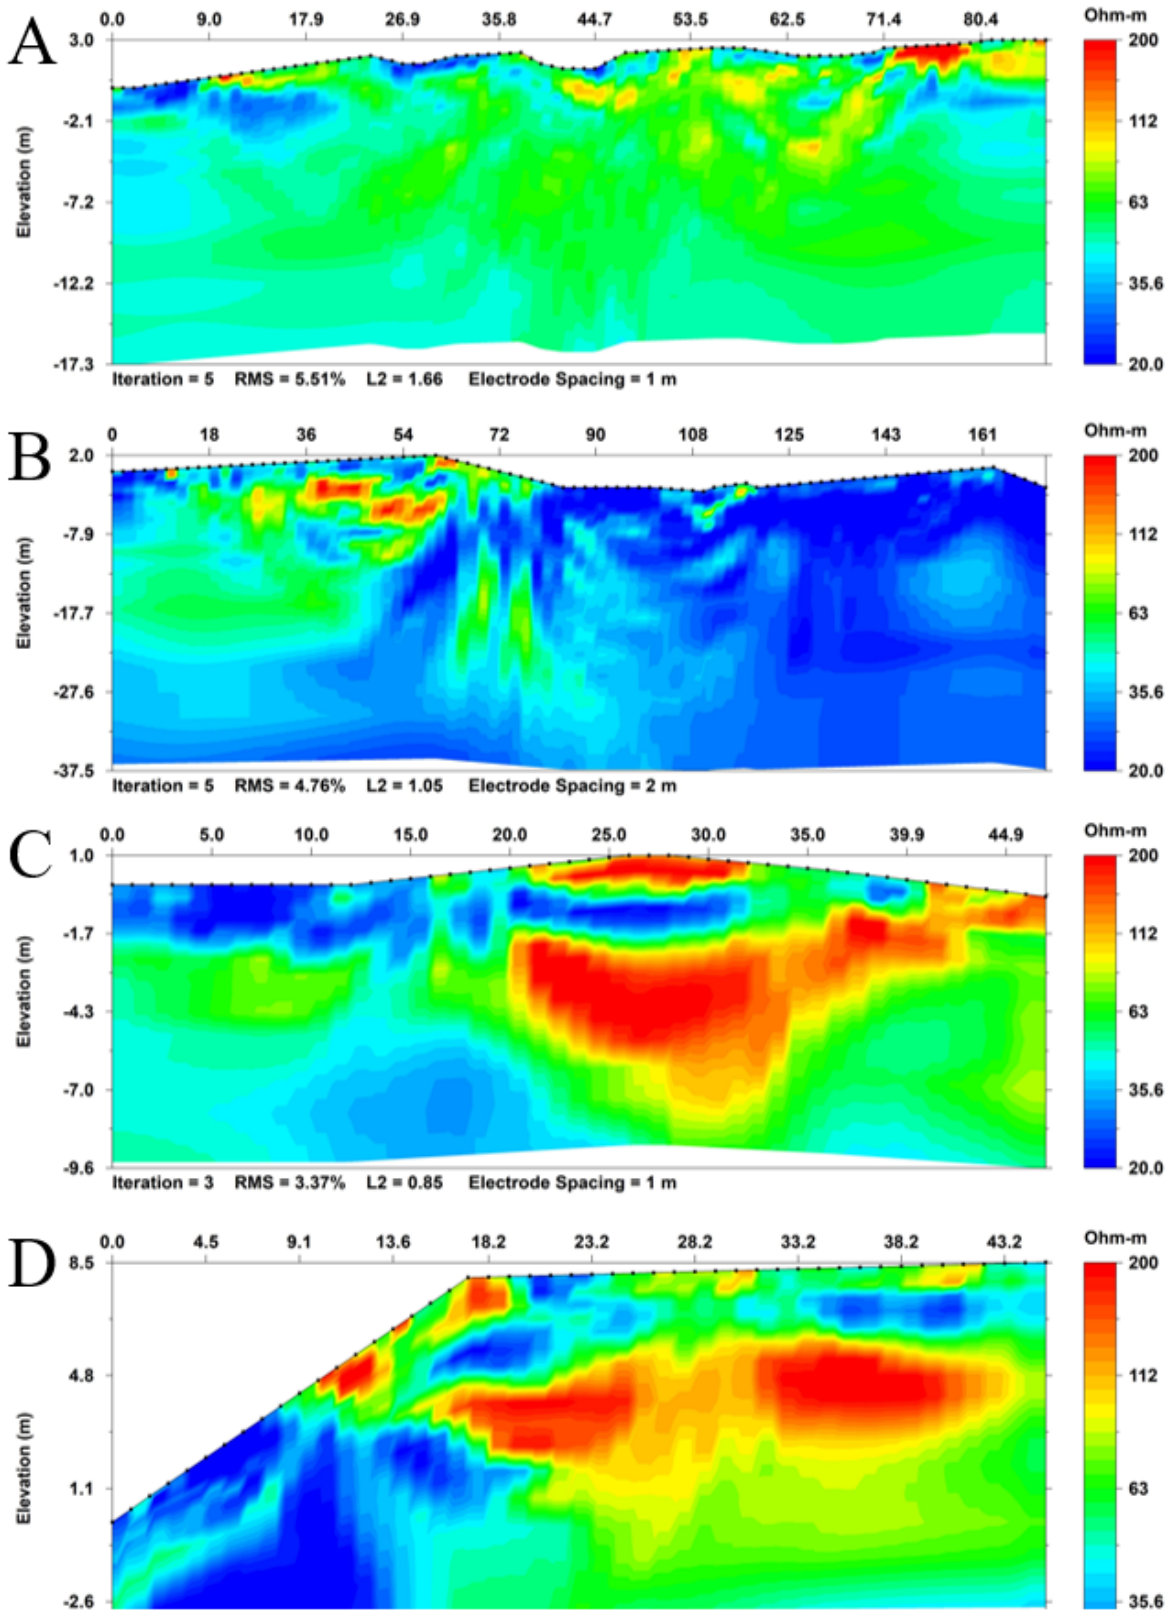 A
0.0 9.0 17.9 26.9 35.8 44.7 53.5 62.5 71.4 80.4
Ohm-m
3.0
-2.1
-7.2
-12.2
-17.3
Elevation (m)
200
112
63
35.6
20.0
Iteration = 5 RMS = 5.51% L2 = 1.66 Electrode Spacing = 1 m
B
0 18 36 54 72 90 108 125 143 161
Ohm-m
2.0
-7.9
-17.7
-27.6
-37.5
Elevation (m)
200
112
63
35.6
20.0
Iteration = 5 RMS = 4.76% L2 = 1.05 Electrode Spacing = 2 m
C
0.0 5.0 10.0 15.0 20.0 25.0 30.0 35.0 39.9 44.9
Ohm-m
1.0
-1.7
-4.3
-7.0
-9.6
Elevation (m)
200
112
63
35.6
20.0
Iteration = 3 RMS = 3.37% L2 = 0.85 Electrode Spacing = 1 m
D
0.0 4.5 9.1 13.6 18.2 23.2 28.2 33.2 38.2 43.2
Ohm-m
8.5
4.8
1.1
-2.6
Elevation (m)
200
112
63
35.6